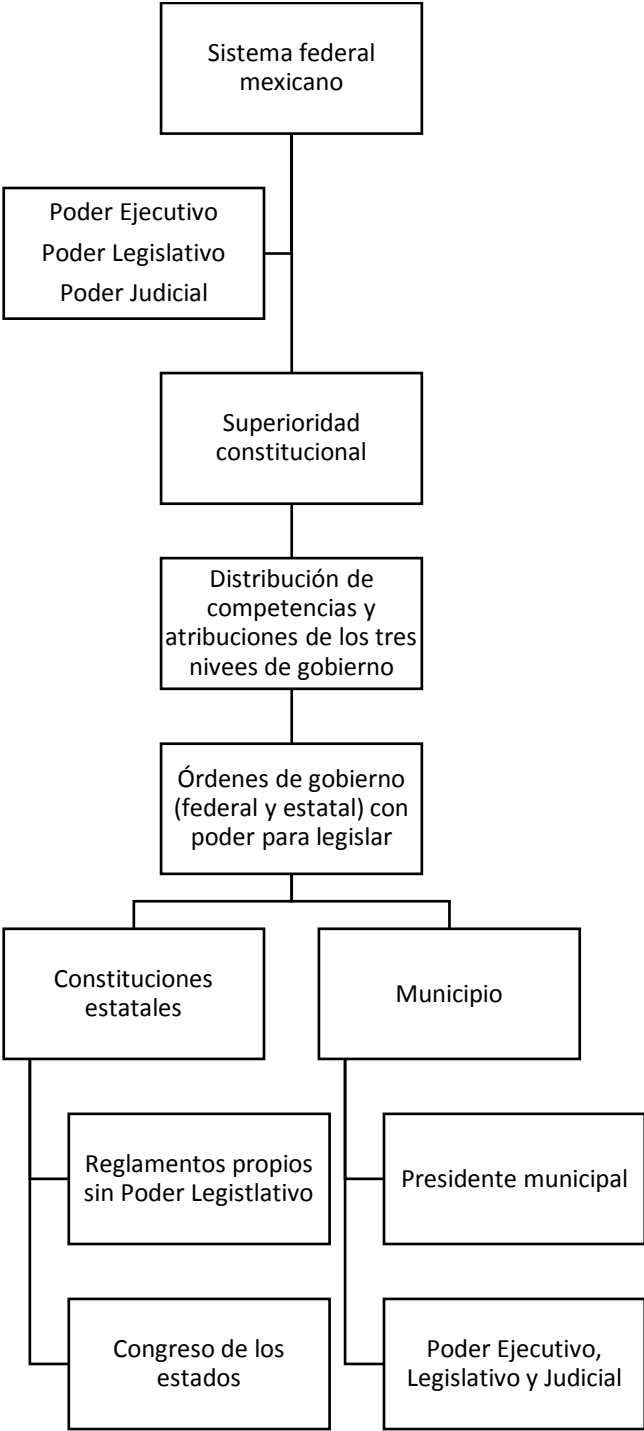 Sistema federal
mexicano
Poder Ejecutivo
Poder Legislativo
Poder Judicial
Superioridad
constitucional
Distribución de
competencias y
atribuciones de los tres
nivees de gobierno
Órdenes de gobierno
(federal y estatal) con
poder para legislar
Constituciones
estatales
Municipio
Reglamentos propios
sin Poder Legistlativo
Presidente municipal
Congreso de los
estados
Poder Ejecutivo,
Legislativo y Judicial